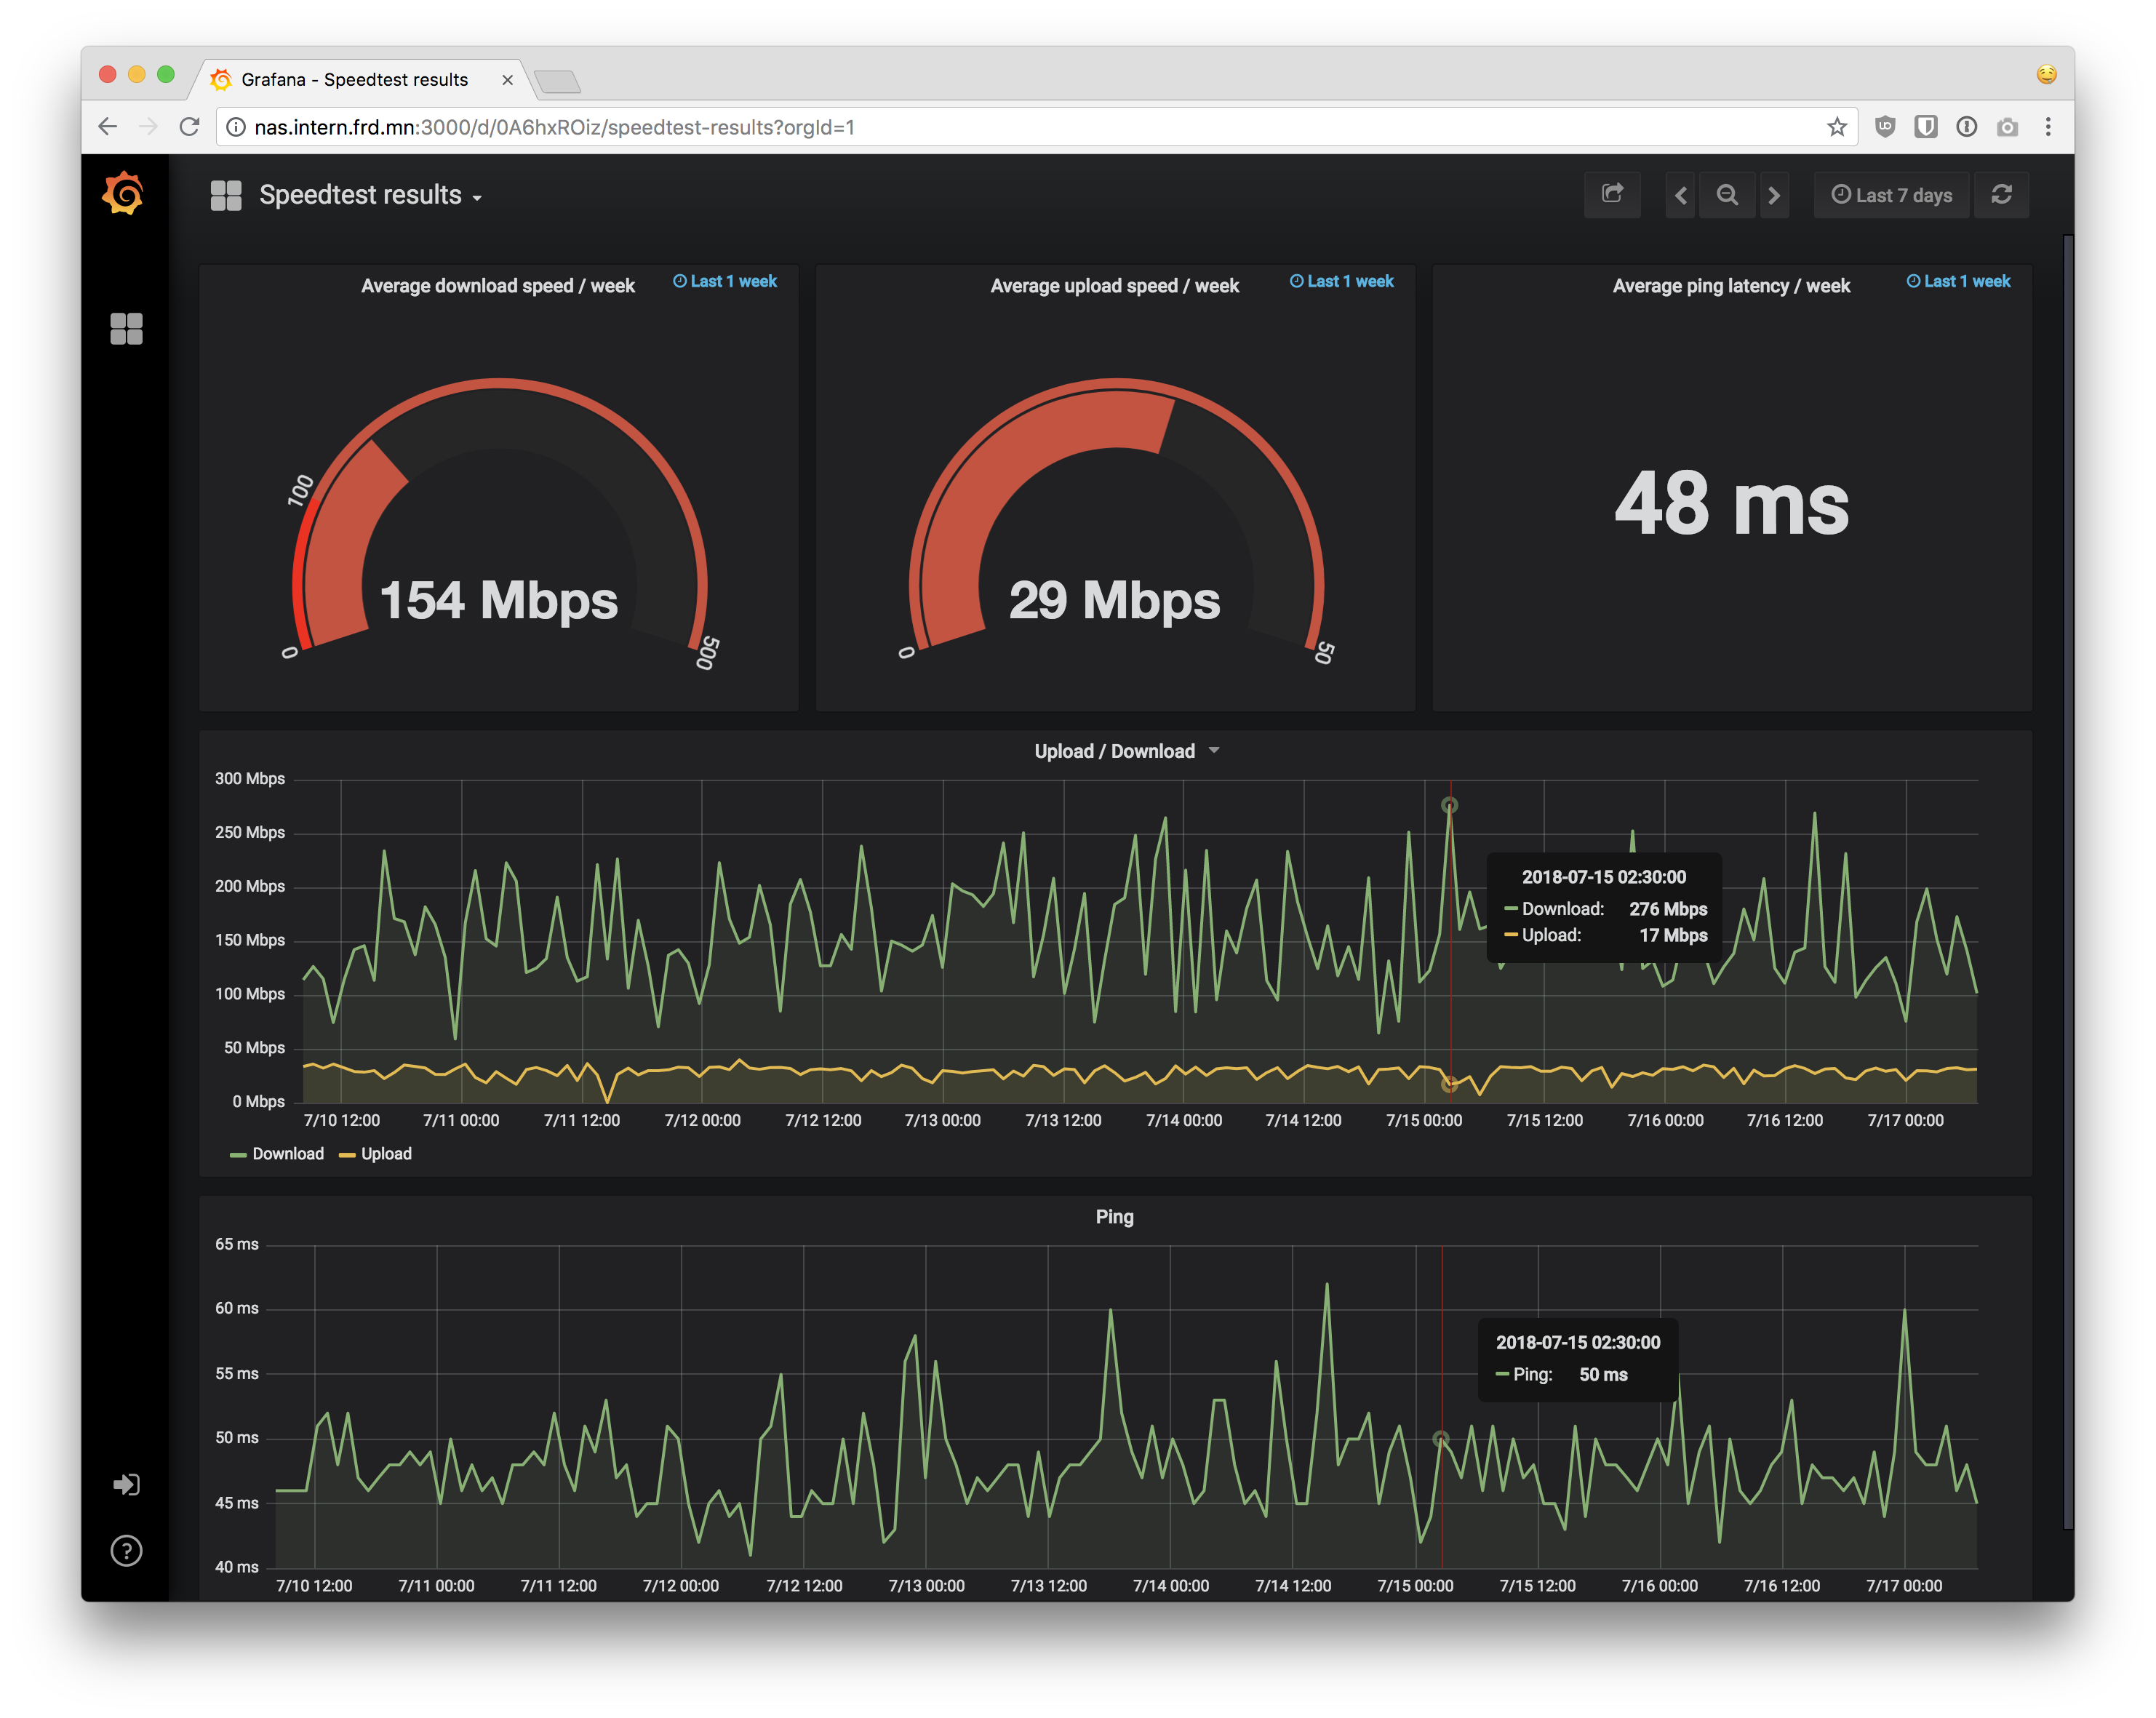 Grafana - Speedtest results
nas.intern.frd.mn:3000/d/0A6hxROiz/speedtest-results?orgId=1
Speedtest results
Last 7 days
Average download speed / week
Last 1 week
0
100
500
154 Mbps
Average upload speed / week
Last 1 week
0
50
29 Mbps
Average ping latency / week
Last 1 week
48 ms
Upload / Download
300 Mbps
250 Mbps
200 Mbps
150 Mbps
100 Mbps
50 Mbps
0 Mbps
2018-07-15 02:30:00
Download: 276 Mbps
Upload: 17 Mbps
7/10 12:00 7/11 00:00 7/11 12:00 7/12 00:00 7/12 12:00 7/13 00:00 7/13 12:00 7/14 00:00 7/14 12:00 7/15 00:00 7/15 12:00 7/16 00:00 7/16 12:00 7/17 00:00
Download Upload
Ping
65 ms
60 ms
55 ms
50 ms
45 ms
40 ms
2018-07-15 02:30:00
Ping: 50 ms
7/10 12:00 7/11 00:00 7/11 12:00 7/12 00:00 7/12 12:00 7/13 00:00 7/13 12:00 7/14 00:00 7/14 12:00 7/15 00:00 7/15 12:00 7/16 00:00 7/16 12:00 7/17 00:00